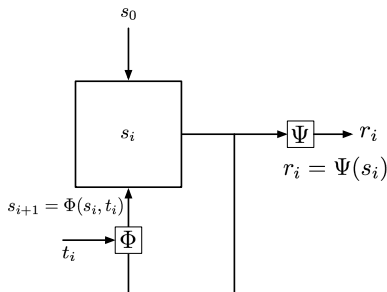 s₀
sᵢ
Ψ
rᵢ
rᵢ = Ψ(sᵢ)
sᵢ₊₁ = Φ(sᵢ, tᵢ)
Φ
tᵢ